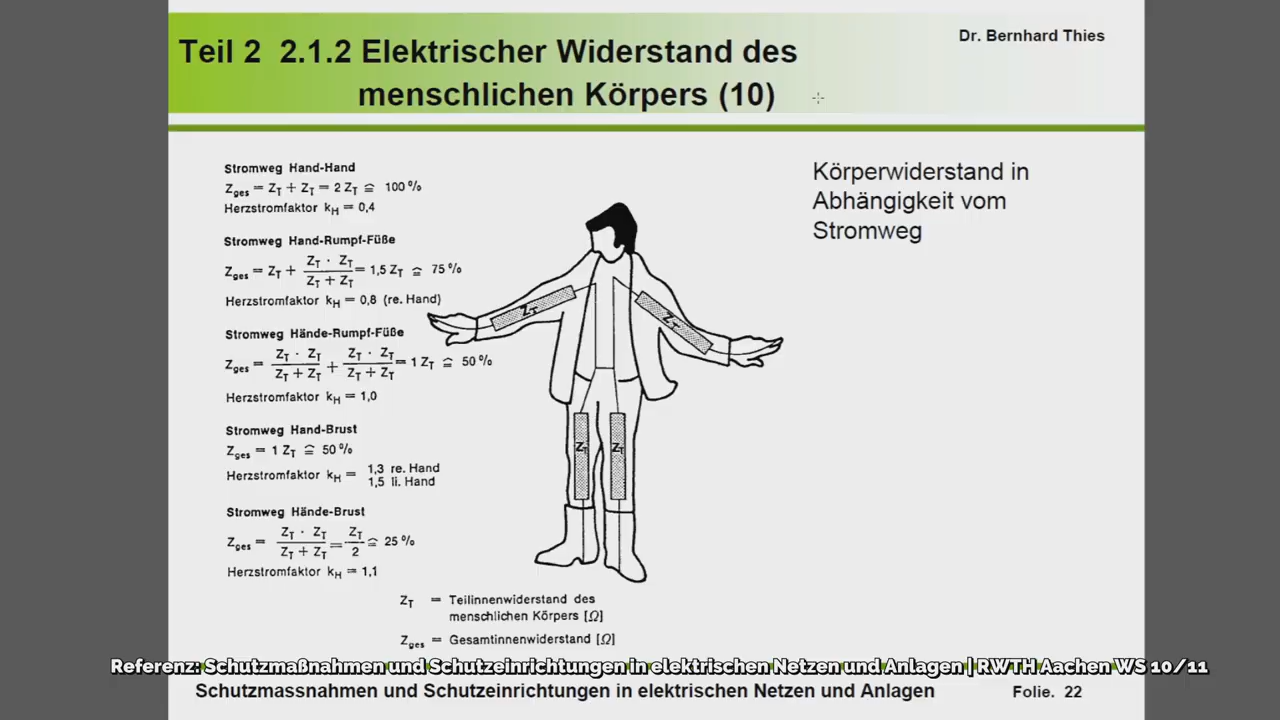 Teil 2 2.1.2 Elektrischer Widerstand des
menschlichen Körpers (10)
Dr. Bernhard Thies
Stromweg Hand-Hand
Z_ges = Z_T + Z_T = 2 Z_T ≙ 100 %
Herzstromfaktor k_H = 0,4
Stromweg Hand-Rumpf-Füße
Z_ges = Z_T + (Z_T · Z_T)/(Z_T + Z_T) = 1,5 Z_T ≙ 75 %
Herzstromfaktor k_H = 0,8 (re. Hand)
Stromweg Hände-Rumpf-Füße
Z_ges = (Z_T · Z_T)/(Z_T + Z_T) + (Z_T · Z_T)/(Z_T + Z_T) = 1 Z_T ≙ 50 %
Herzstromfaktor k_H = 1,0
Stromweg Hand-Brust
Z_ges = 1 Z_T ≙ 50 %
Herzstromfaktor k_H = 1,3 re. Hand
1,5 li. Hand
Stromweg Hände-Brust
Z_ges = (Z_T · Z_T)/(Z_T + Z_T) = Z_T/2 ≙ 25 %
Herzstromfaktor k_H = 1,1
Körperwiderstand in
Abhängigkeit vom
Stromweg
Z_T
Z_T
Z_T
Z_T
Z_T = Teilinnenwiderstand des
menschlichen Körpers [Ω]
Z_ges = Gesamtinnenwiderstand [Ω]
Referenz: Schutzmaßnahmen und Schutzeinrichtungen in elektrischen Netzen und Anlagen | RWTH Aachen WS 10/11
Schutzmassnahmen und Schutzeinrichtungen in elektrischen Netzen und Anlagen
Folie. 22